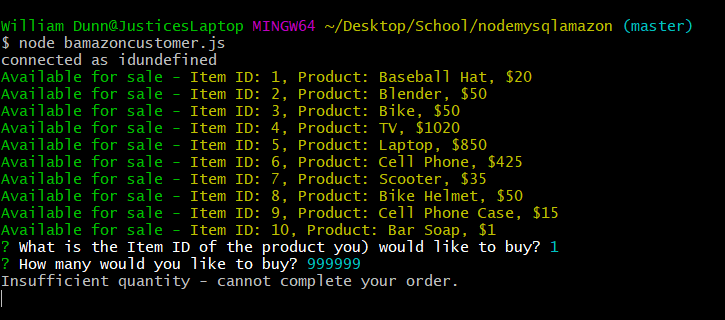 William Dunn@JusticesLaptop MINGW64 ~/Desktop/School/nodemysqlamazon (master)
$ node bamazoncustomer.js
connected as idundefined
Available for sale - Item ID: 1, Product: Baseball Hat, $20
Available for sale - Item ID: 2, Product: Blender, $50
Available for sale - Item ID: 3, Product: Bike, $50
Available for sale - Item ID: 4, Product: TV, $1020
Available for sale - Item ID: 5, Product: Laptop, $850
Available for sale - Item ID: 6, Product: Cell Phone, $425
Available for sale - Item ID: 7, Product: Scooter, $35
Available for sale - Item ID: 8, Product: Bike Helmet, $50
Available for sale - Item ID: 9, Product: Cell Phone Case, $15
Available for sale - Item ID: 10, Product: Bar Soap, $1
? What is the Item ID of the product you) would like to buy? 1
? How many would you like to buy? 999999
Insufficient quantity - cannot complete your order.